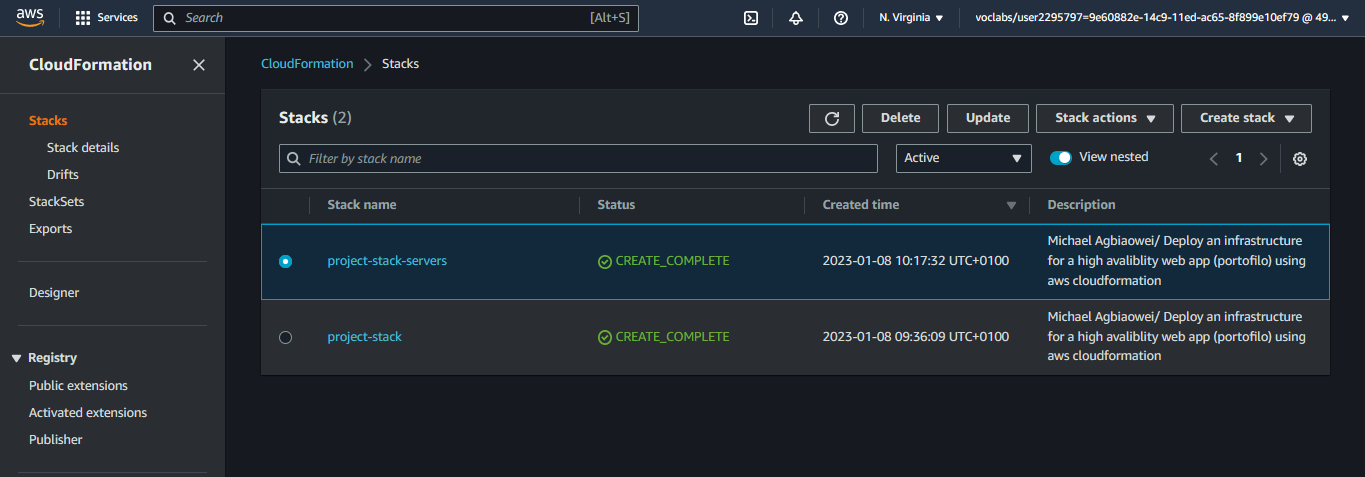 aws
Services
Search [Alt+S]
N. Virginia
voclabs/user2295797=9e60882e-14c9-11ed-ac65-8f899e10ef79 @ 49...
CloudFormation
Stacks
Stack details
Drifts
StackSets
Exports
Designer
Registry
Public extensions
Activated extensions
Publisher
CloudFormation > Stacks
Stacks (2)
Delete
Update
Stack actions
Create stack
Filter by stack name
Active
View nested
1
Stack name Status Created time Description
project-stack-servers CREATE_COMPLETE 2023-01-08 10:17:32 UTC+0100
Michael Agbiaowei/ Deploy an infrastructure
for a high avaliblity web app (portofilo) using
aws cloudformation
project-stack CREATE_COMPLETE 2023-01-08 09:36:09 UTC+0100
Michael Agbiaowei/ Deploy an infrastructure
for a high avaliblity web app (portofilo) using
aws cloudformation